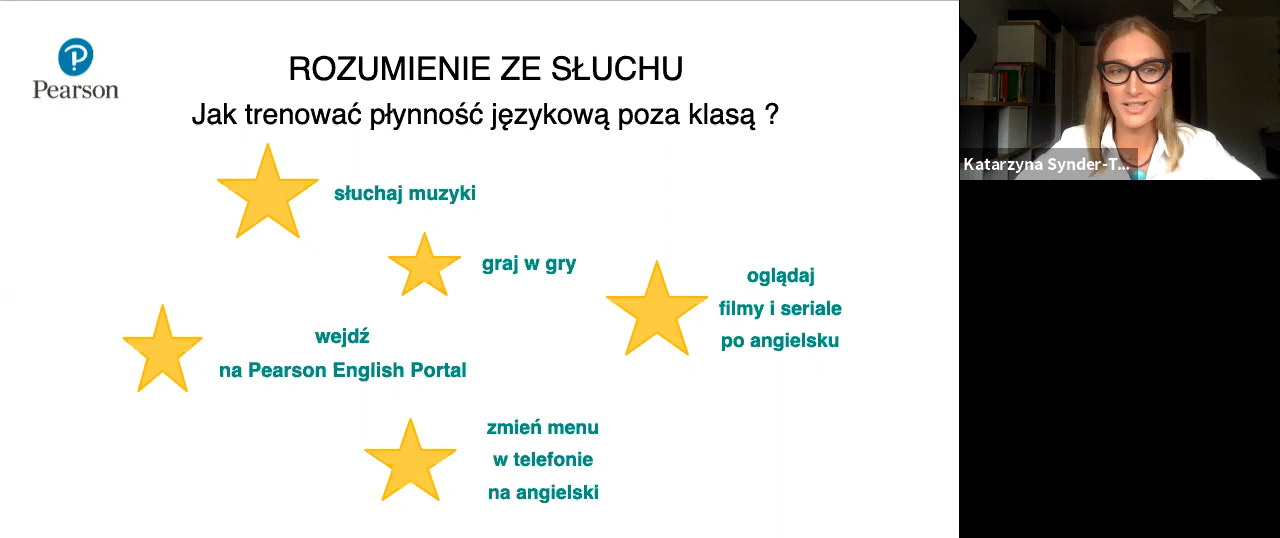 Pearson
ROZUMIENIE ZE SŁUCHU
Jak trenować płynność językową poza klasą ?
słuchaj muzyki
graj w gry
oglądaj
filmy i seriale
po angielsku
wejdź
na Pearson English Portal
zmień menu
w telefonie
na angielski
Katarzyna Synder-T...